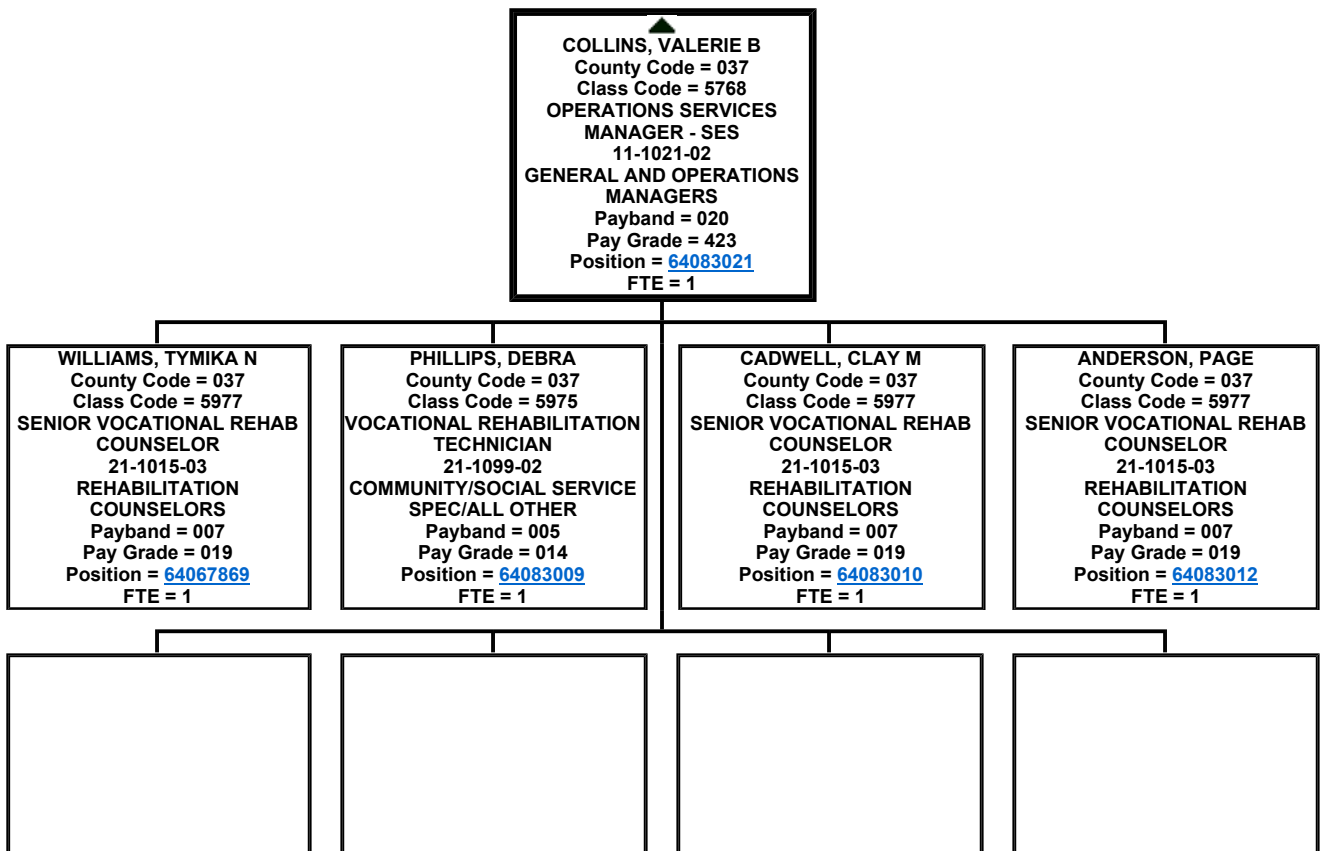 COLLINS, VALERIE B
County Code = 037
Class Code = 5768
OPERATIONS SERVICES
MANAGER - SES
11-1021-02
GENERAL AND OPERATIONS
MANAGERS
Payband = 020
Pay Grade = 423
Position = 64083021
FTE = 1
WILLIAMS, TYMIKA N
County Code = 037
Class Code = 5977
SENIOR VOCATIONAL REHAB
COUNSELOR
21-1015-03
REHABILITATION
COUNSELORS
Payband = 007
Pay Grade = 019
Position = 64067869
FTE = 1
PHILLIPS, DEBRA
County Code = 037
Class Code = 5975
VOCATIONAL REHABILITATION
TECHNICIAN
21-1099-02
COMMUNITY/SOCIAL SERVICE
SPEC/ALL OTHER
Payband = 005
Pay Grade = 014
Position = 64083009
FTE = 1
CADWELL, CLAY M
County Code = 037
Class Code = 5977
SENIOR VOCATIONAL REHAB
COUNSELOR
21-1015-03
REHABILITATION
COUNSELORS
Payband = 007
Pay Grade = 019
Position = 64083010
FTE = 1
ANDERSON, PAGE
County Code = 037
Class Code = 5977
SENIOR VOCATIONAL REHAB
COUNSELOR
21-1015-03
REHABILITATION
COUNSELORS
Payband = 007
Pay Grade = 019
Position = 64083012
FTE = 1